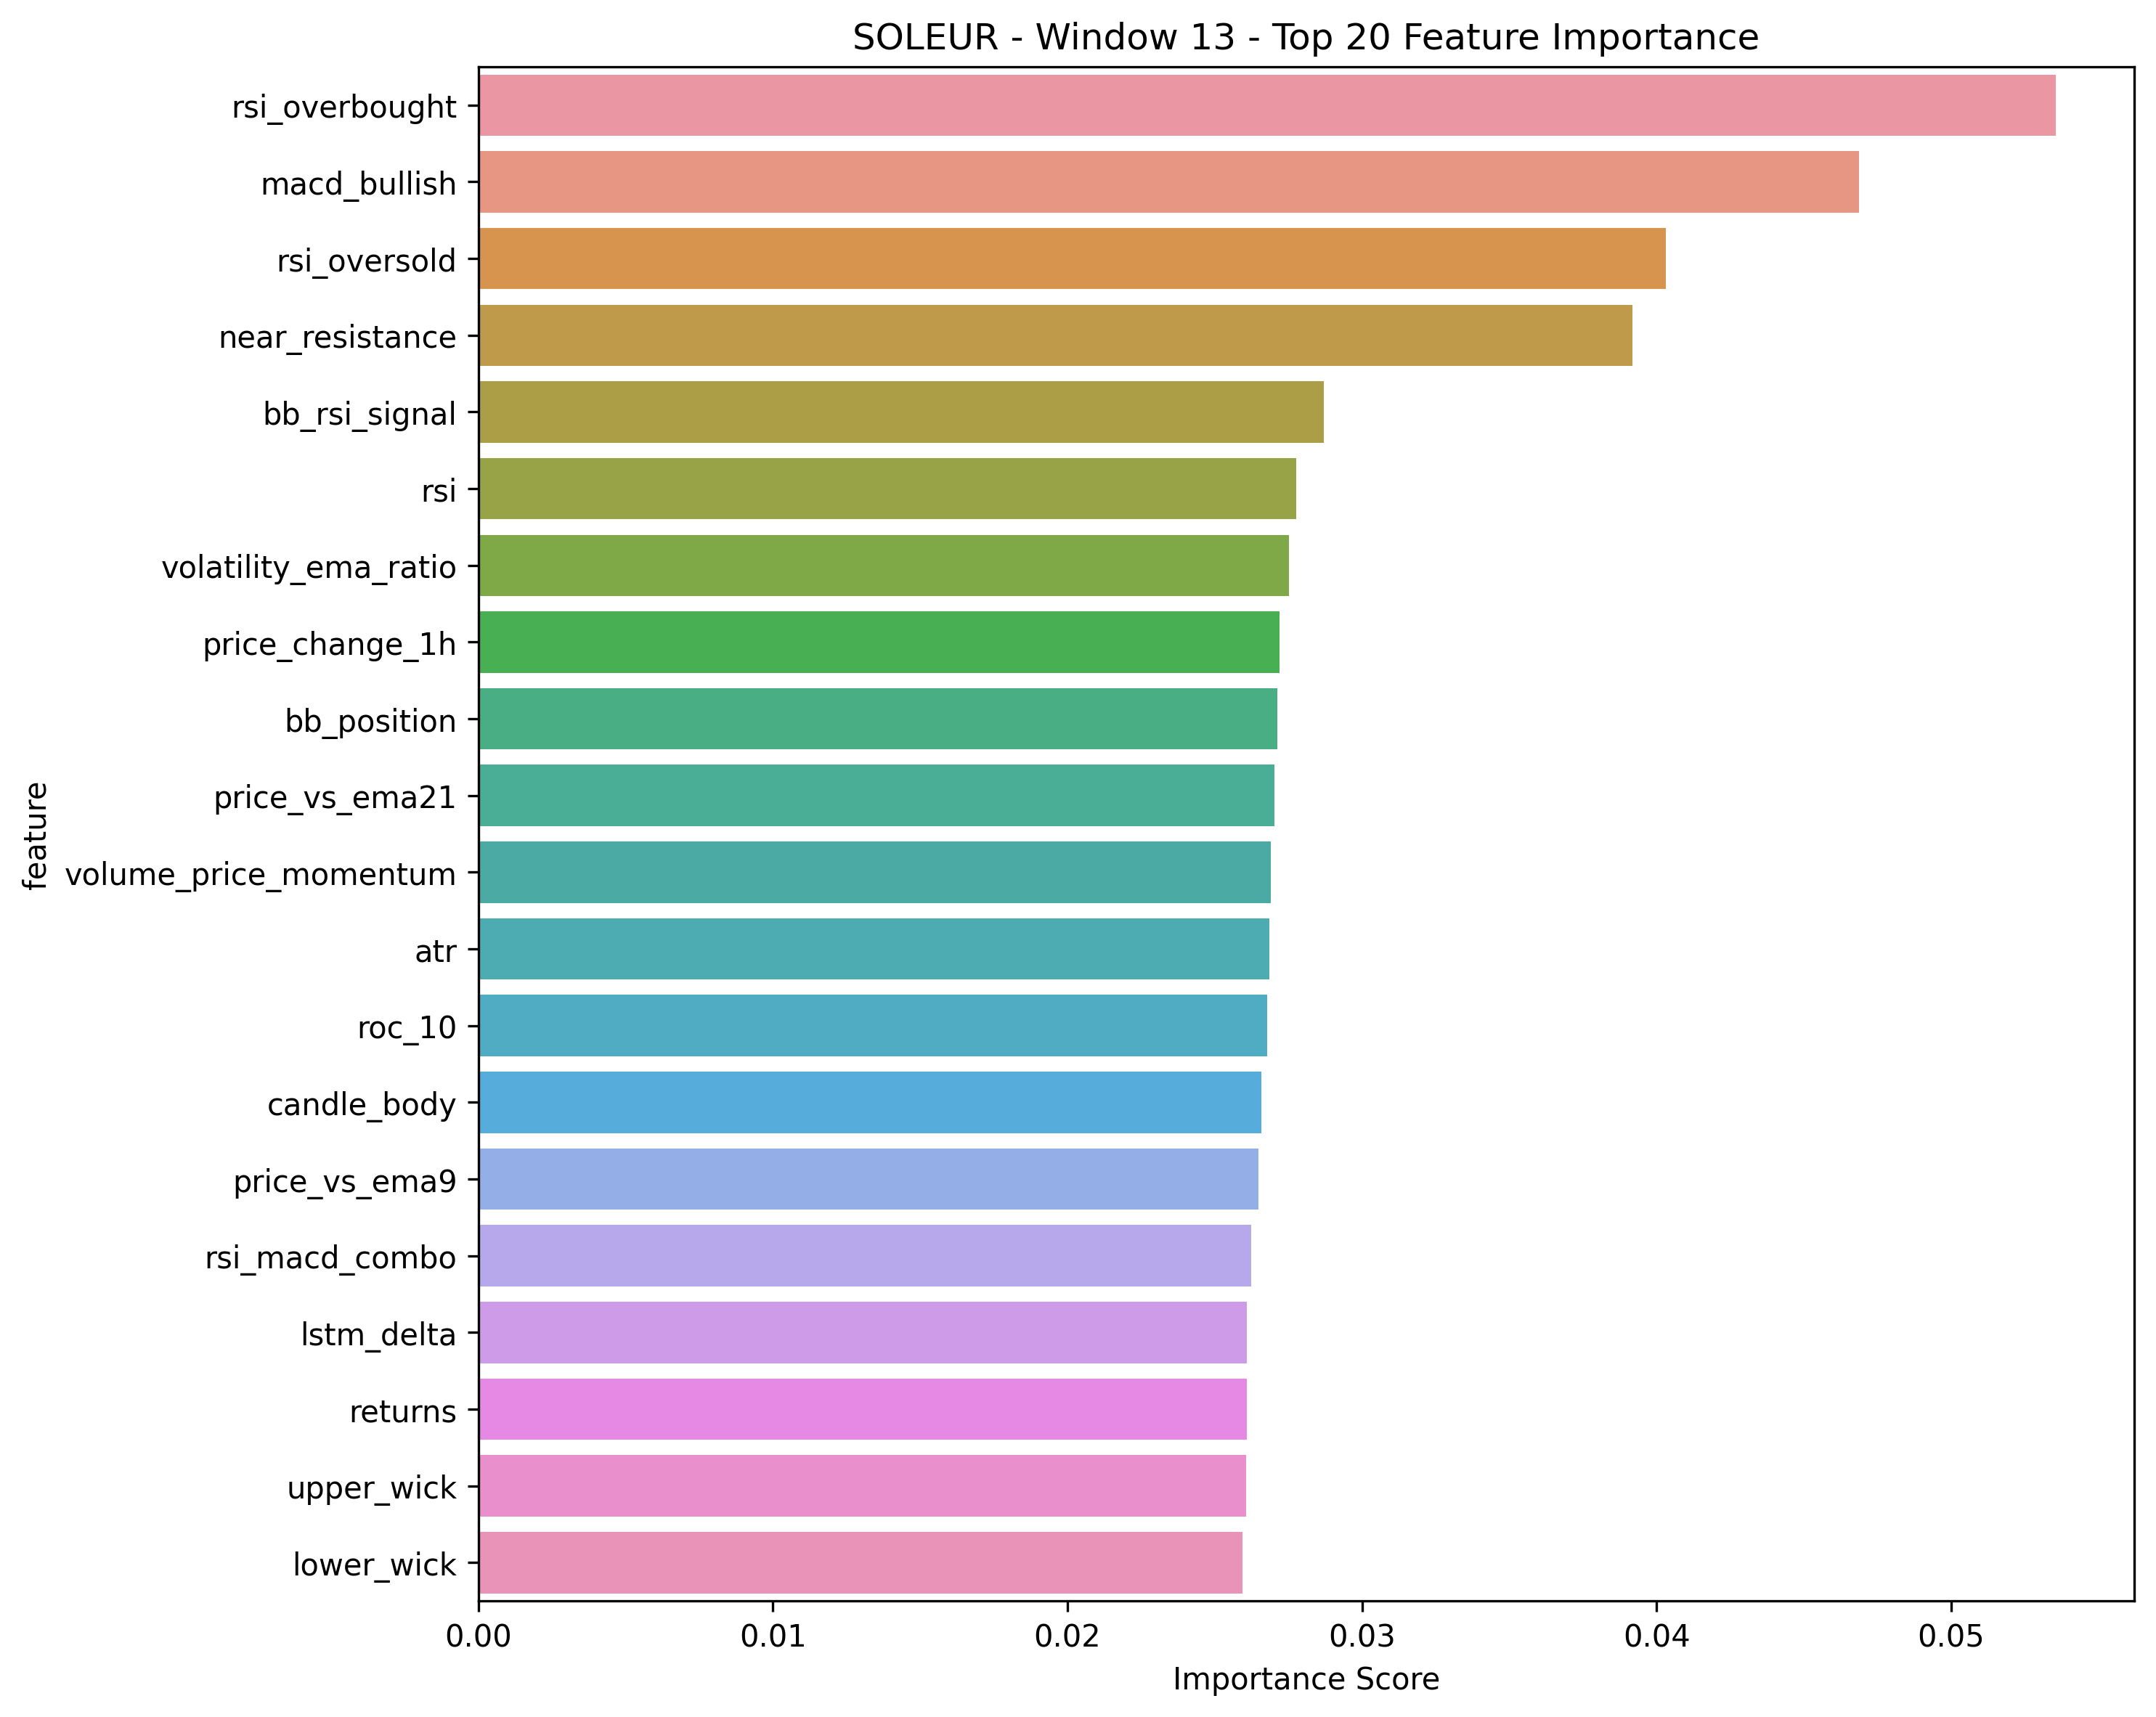 SOLEUR - Window 13 - Top 20 Feature Importance
rsi_overbought
macd_bullish
rsi_oversold
near_resistance
bb_rsi_signal
rsi
volatility_ema_ratio
price_change_1h
bb_position
price_vs_ema21
volume_price_momentum
atr
roc_10
candle_body
price_vs_ema9
rsi_macd_combo
lstm_delta
returns
upper_wick
lower_wick
feature
0.00 0.01 0.02 0.03 0.04 0.05
Importance Score